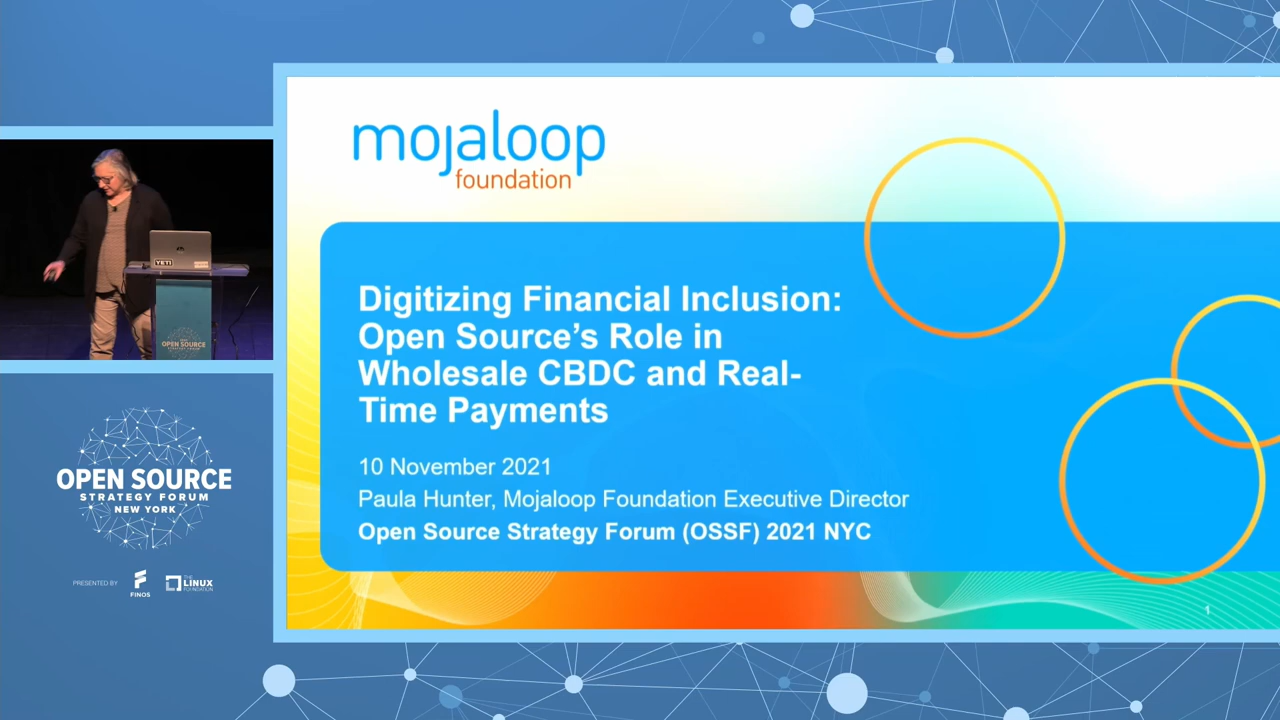 mojaloop
foundation
Digitizing Financial Inclusion:
Open Source's Role in
Wholesale CBDC and Real-
Time Payments
10 November 2021
Paula Hunter, Mojaloop Foundation Executive Director
Open Source Strategy Forum (OSSF) 2021 NYC
1
YETI
OPEN SOURCE
STRATEGY FORUM
OPEN SOURCE
STRATEGY FORUM
NEW YORK
PRESENTED BY
FINOS
THE
LINUX
FOUNDATION